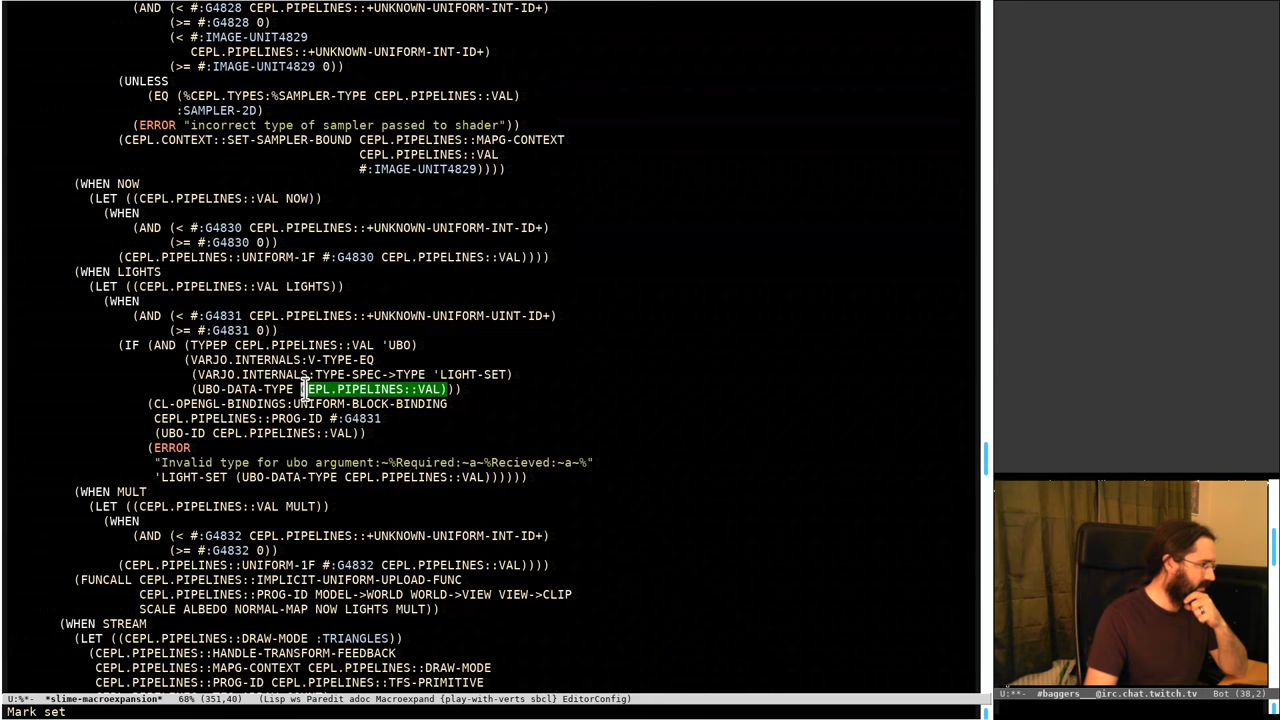 (AND (< #:G4828 CEPL.PIPELINES::+UNKNOWN-UNIFORM-INT-ID+)
(>= #:G4828 0)
(< #:IMAGE-UNIT4829
CEPL.PIPELINES::+UNKNOWN-UNIFORM-INT-ID+)
(>= #:IMAGE-UNIT4829 0))
(UNLESS
(EQ (%CEPL.TYPES:%SAMPLER-TYPE CEPL.PIPELINES::VAL)
:SAMPLER-2D)
(ERROR "incorrect type of sampler passed to shader"))
(CEPL.CONTEXT::SET-SAMPLER-BOUND CEPL.PIPELINES::MAPG-CONTEXT
CEPL.PIPELINES::VAL
#:IMAGE-UNIT4829))))
(WHEN NOW
(LET ((CEPL.PIPELINES::VAL NOW))
(WHEN
(AND (< #:G4830 CEPL.PIPELINES::+UNKNOWN-UNIFORM-INT-ID+)
(>= #:G4830 0))
(CEPL.PIPELINES::UNIFORM-1F #:G4830 CEPL.PIPELINES::VAL))))
(WHEN LIGHTS
(LET ((CEPL.PIPELINES::VAL LIGHTS))
(WHEN
(AND (< #:G4831 CEPL.PIPELINES::+UNKNOWN-UNIFORM-UINT-ID+)
(>= #:G4831 0))
(IF (AND (TYPEP CEPL.PIPELINES::VAL 'UBO)
(VARJO.INTERNALS:V-TYPE-EQ
(VARJO.INTERNALS:TYPE-SPEC->TYPE 'LIGHT-SET)
(UBO-DATA-TYPE CEPL.PIPELINES::VAL)))
(CL-OPENGL-BINDINGS:UNIFORM-BLOCK-BINDING
CEPL.PIPELINES::PROG-ID #:G4831
(UBO-ID CEPL.PIPELINES::VAL))
(ERROR
"Invalid type for ubo argument:~%Required:~a~%Recieved:~a~%"
'LIGHT-SET (UBO-DATA-TYPE CEPL.PIPELINES::VAL))))))
(WHEN MULT
(LET ((CEPL.PIPELINES::VAL MULT))
(WHEN
(AND (< #:G4832 CEPL.PIPELINES::+UNKNOWN-UNIFORM-INT-ID+)
(>= #:G4832 0))
(CEPL.PIPELINES::UNIFORM-1F #:G4832 CEPL.PIPELINES::VAL))))
(FUNCALL CEPL.PIPELINES::IMPLICIT-UNIFORM-UPLOAD-FUNC
CEPL.PIPELINES::PROG-ID MODEL->WORLD WORLD->VIEW VIEW->CLIP
SCALE ALBEDO NORMAL-MAP NOW LIGHTS MULT))
(WHEN STREAM
(LET ((CEPL.PIPELINES::DRAW-MODE :TRIANGLES))
(CEPL.PIPELINES::HANDLE-TRANSFORM-FEEDBACK
CEPL.PIPELINES::MAPG-CONTEXT CEPL.PIPELINES::DRAW-MODE
CEPL.PIPELINES::PROG-ID CEPL.PIPELINES::TFS-PRIMITIVE
U:%*- *slime-macroexpansion* 68% (351,40) (Lisp ws Paredit adoc Macroexpand {play-with-verts sbcl} EditorConfig)
Mark set
U:**- #baggers___@irc.chat.twitch.tv Bot (38,2)